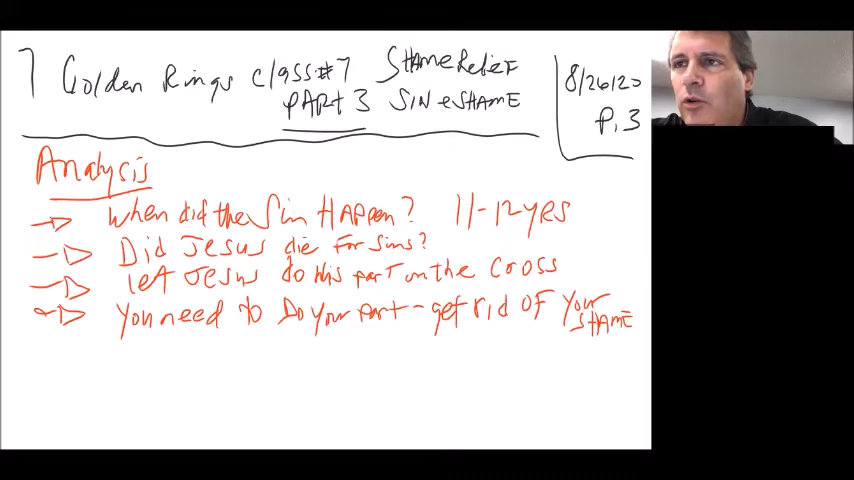 7 Golden Rings class#7 SHAME Relief
PART 3 SIN & SHAME
8/26/20
P. 3
Analysis
→ When did the Sin HAPPen? 11-12 YRS
→ Did Jesus die for sins?
→ let Jesus do his part on the cross
→ You need to Do your part - get rid of Your
SHAME